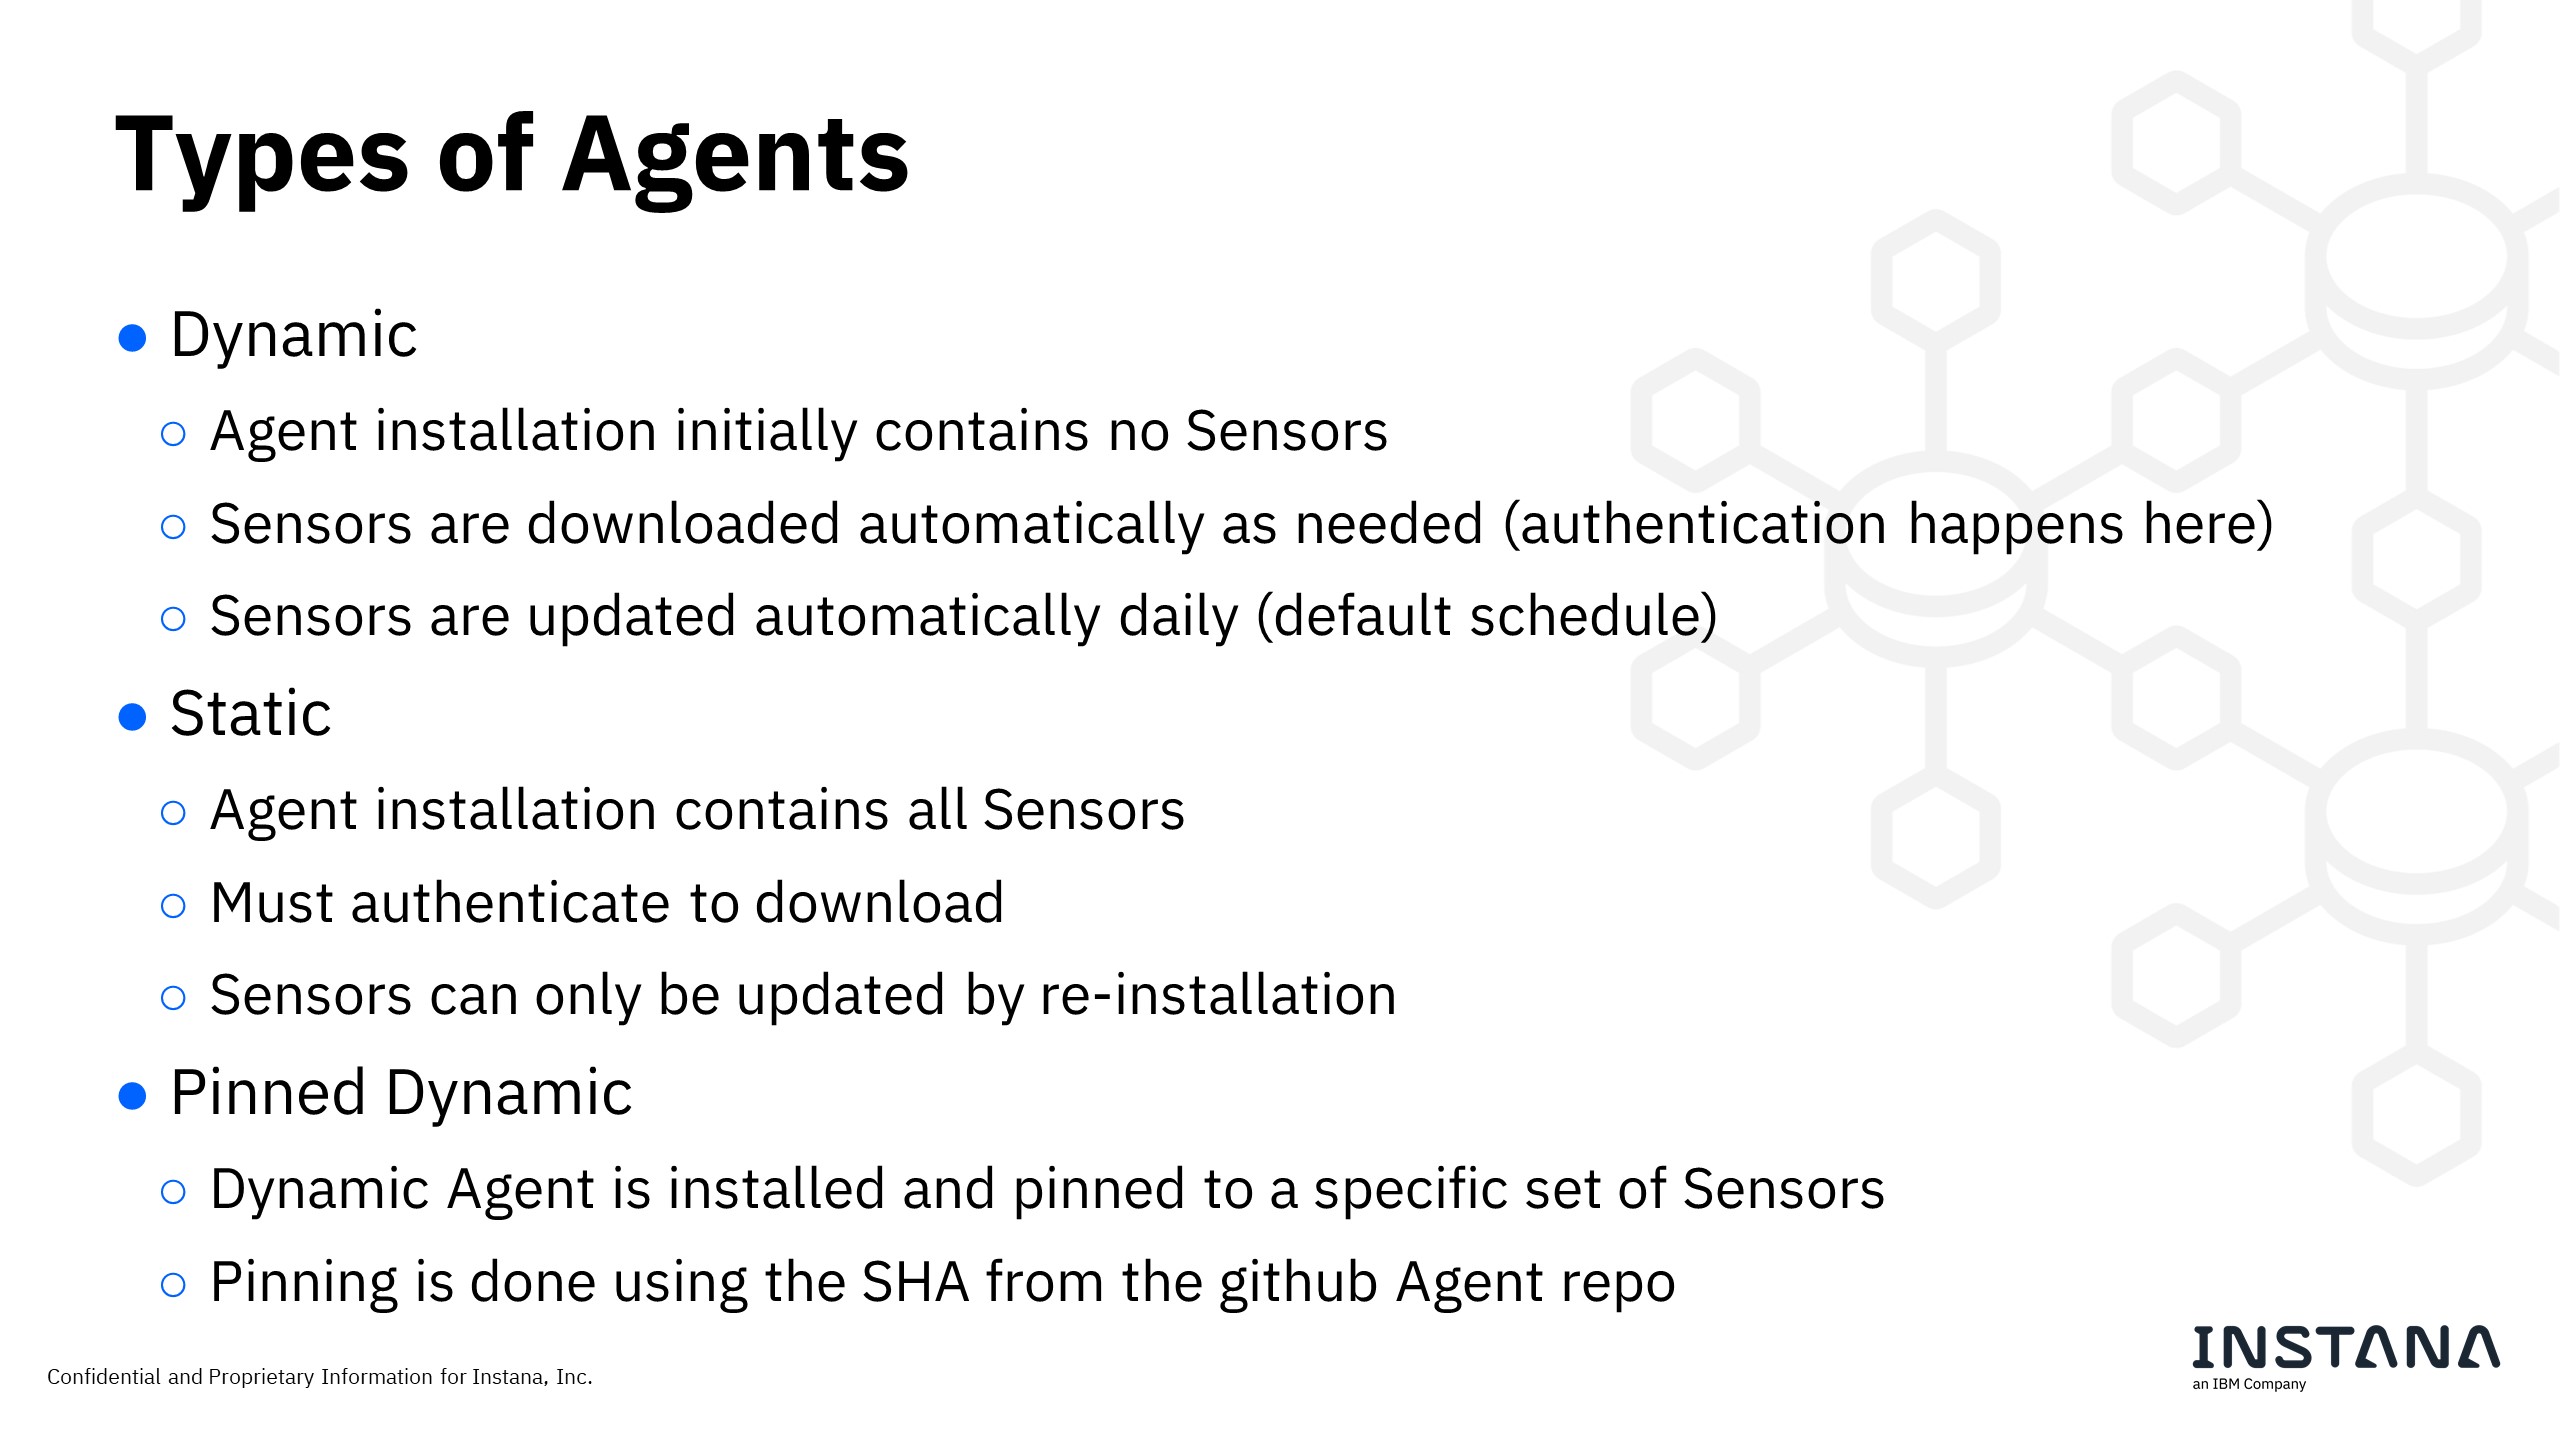 Types of Agents
● Dynamic
○ Agent installation initially contains no Sensors
○ Sensors are downloaded automatically as needed (authentication happens here)
○ Sensors are updated automatically daily (default schedule)
● Static
○ Agent installation contains all Sensors
○ Must authenticate to download
○ Sensors can only be updated by re-installation
● Pinned Dynamic
○ Dynamic Agent is installed and pinned to a specific set of Sensors
○ Pinning is done using the SHA from the github Agent repo
Confidential and Proprietary Information for Instana, Inc.
INSTANA
an IBM Company